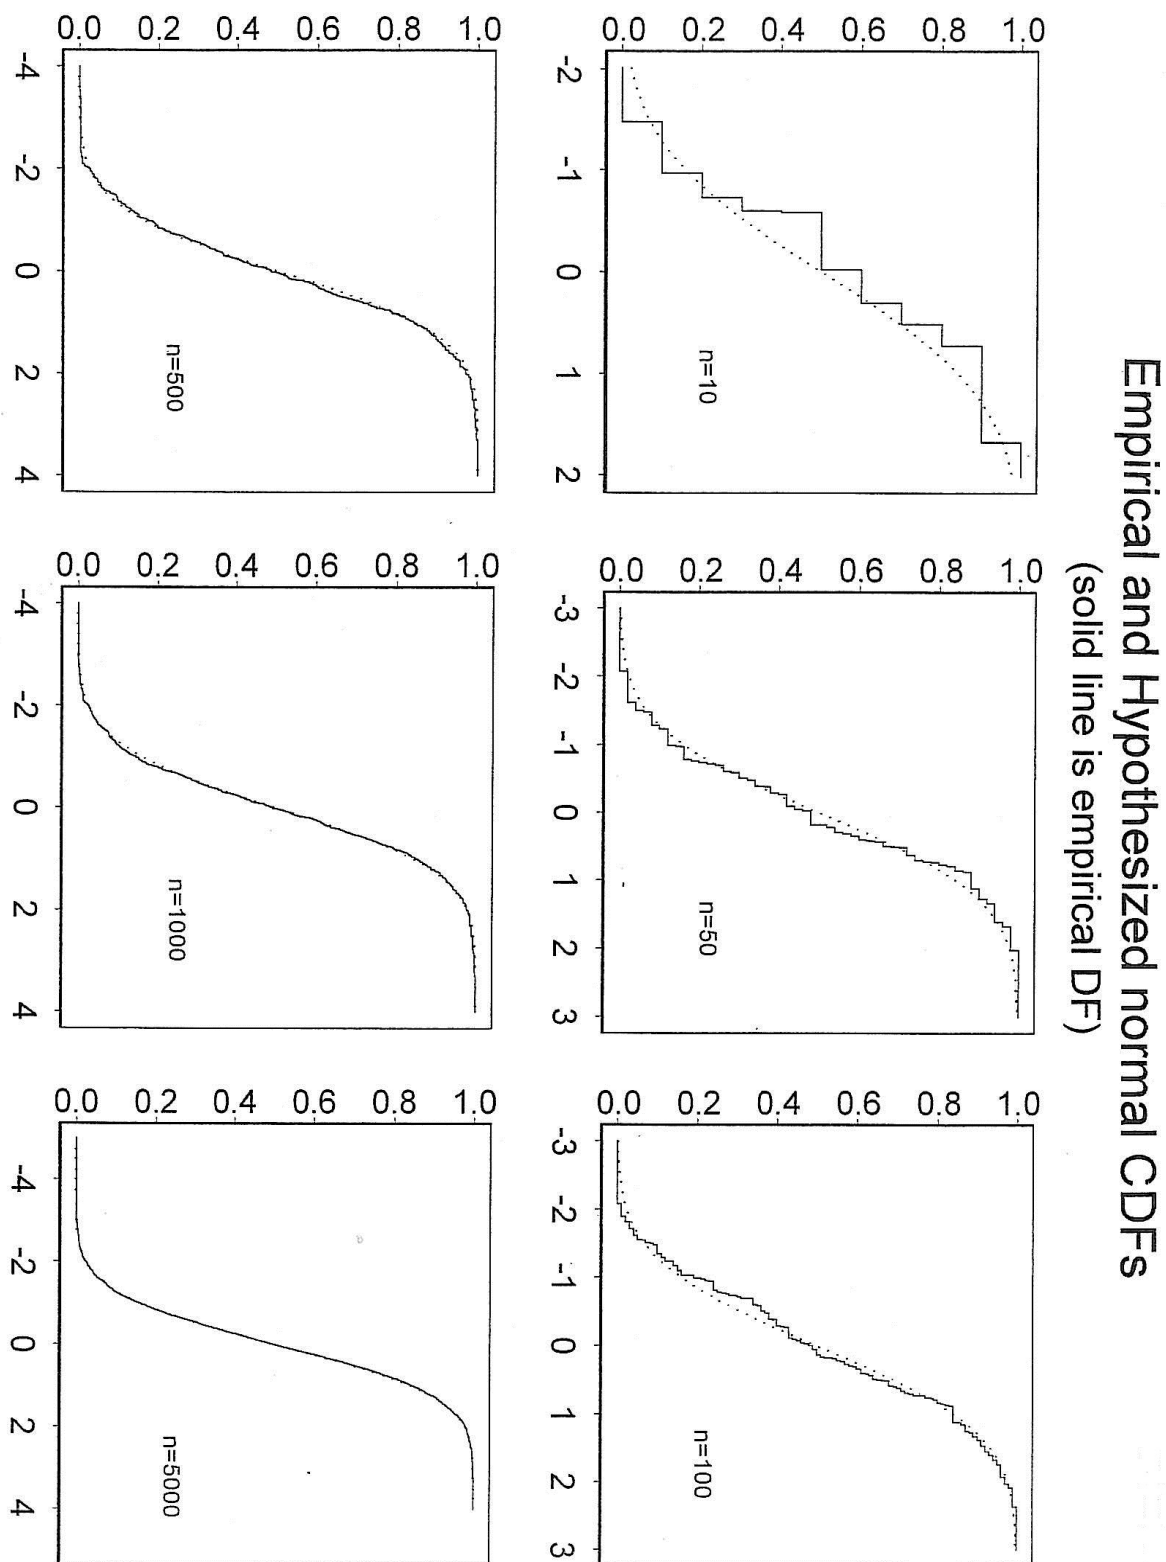 Empirical and Hypothesized normal CDFs
(solid line is empirical DF)
0.0 0.2 0.4 0.6 0.8 1.0
-2 -1 0 1 2
n=10
0.0 0.2 0.4 0.6 0.8 1.0
-3 -2 -1 0 1 2 3
n=50
0.0 0.2 0.4 0.6 0.8 1.0
-3 -2 -1 0 1 2 3
n=100
0.0 0.2 0.4 0.6 0.8 1.0
-4 -2 0 2 4
n=500
0.0 0.2 0.4 0.6 0.8 1.0
-4 -2 0 2 4
n=1000
0.0 0.2 0.4 0.6 0.8 1.0
-4 -2 0 2 4
n=5000